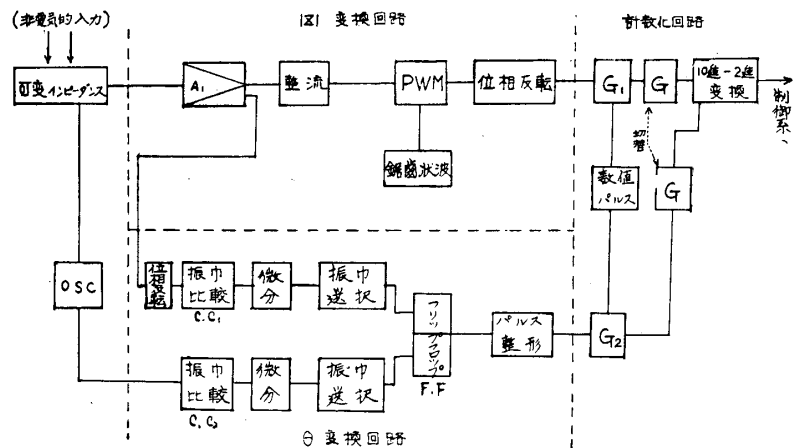 (非電気的入力)
|Z| 変換回路
計数化回路
可変インピーダンス
A₁
整流
PWM
位相反転
G₁
G
10進-2進
変換
制御系へ
鋸歯状波
切替
数値
パルス
G
OSC
位相反転
振巾
比較
C.C₁
微
分
振巾
選択
フリップフロップ
F.F
パルス
整形
G₂
振巾
比較
C.C₂
微
分
振巾
選択
θ 変換回路